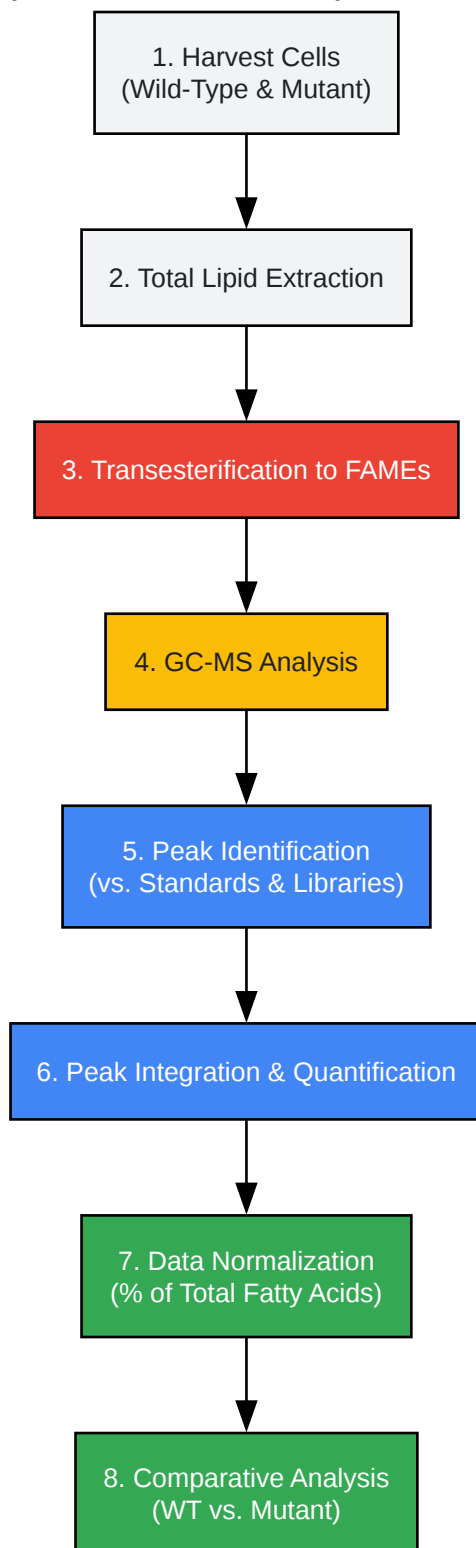 1. Harvest Cells
(Wild-Type & Mutant)
2. Total Lipid Extraction
3. Transesterification to FAMEs
4. GC-MS Analysis
5. Peak Identification
(vs. Standards & Libraries)
6. Peak Integration & Quantification
7. Data Normalization
(% of Total Fatty Acids)
8. Comparative Analysis
(WT vs. Mutant)